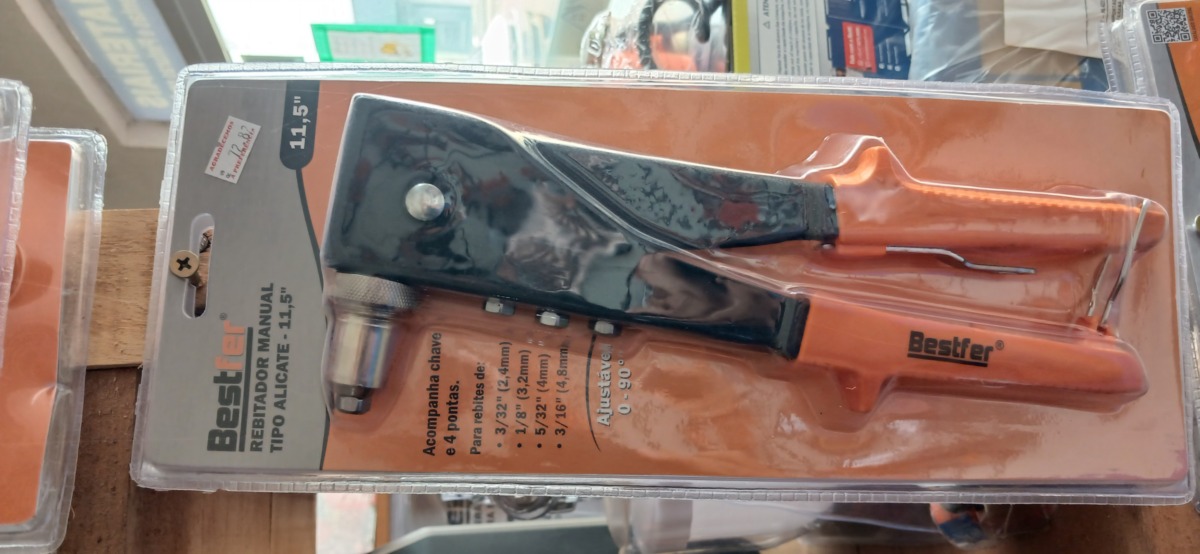 11,5"
AGRADECEMOS
Bestfer®
REBITADOR MANUAL
TIPO ALICATE - 11,5"
Acompanha chave
e 4 pontas.
Para rebites de:
• 3/32" (2,4mm)
• 1/8" (3,2mm)
• 5/32" (4mm)
• 3/16" (4,8mm
Ajustável
0 - 90°
Bestfer®